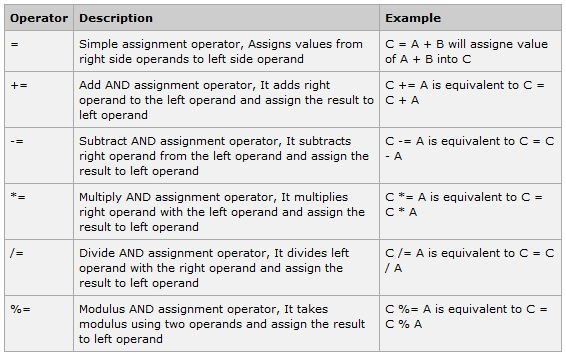 Operator Description Example
= Simple assignment operator, Assigns values from C = A + B will assigne value
right side operands to left side operand of A + B into C
+= Add AND assignment operator, It adds right C += A is equivalent to C =
operand to the left operand and assign the result to C + A
left operand
-= Subtract AND assignment operator, It subtracts C -= A is equivalent to C = C
right operand from the left operand and assign the - A
result to left operand
*= Multiply AND assignment operator, It multiplies C *= A is equivalent to C =
right operand with the left operand and assign the C * A
result to left operand
/= Divide AND assignment operator, It divides left C /= A is equivalent to C = C
operand with the right operand and assign the / A
result to left operand
%= Modulus AND assignment operator, It takes C %= A is equivalent to C =
modulus using two operands and assign the result C % A
to left operand